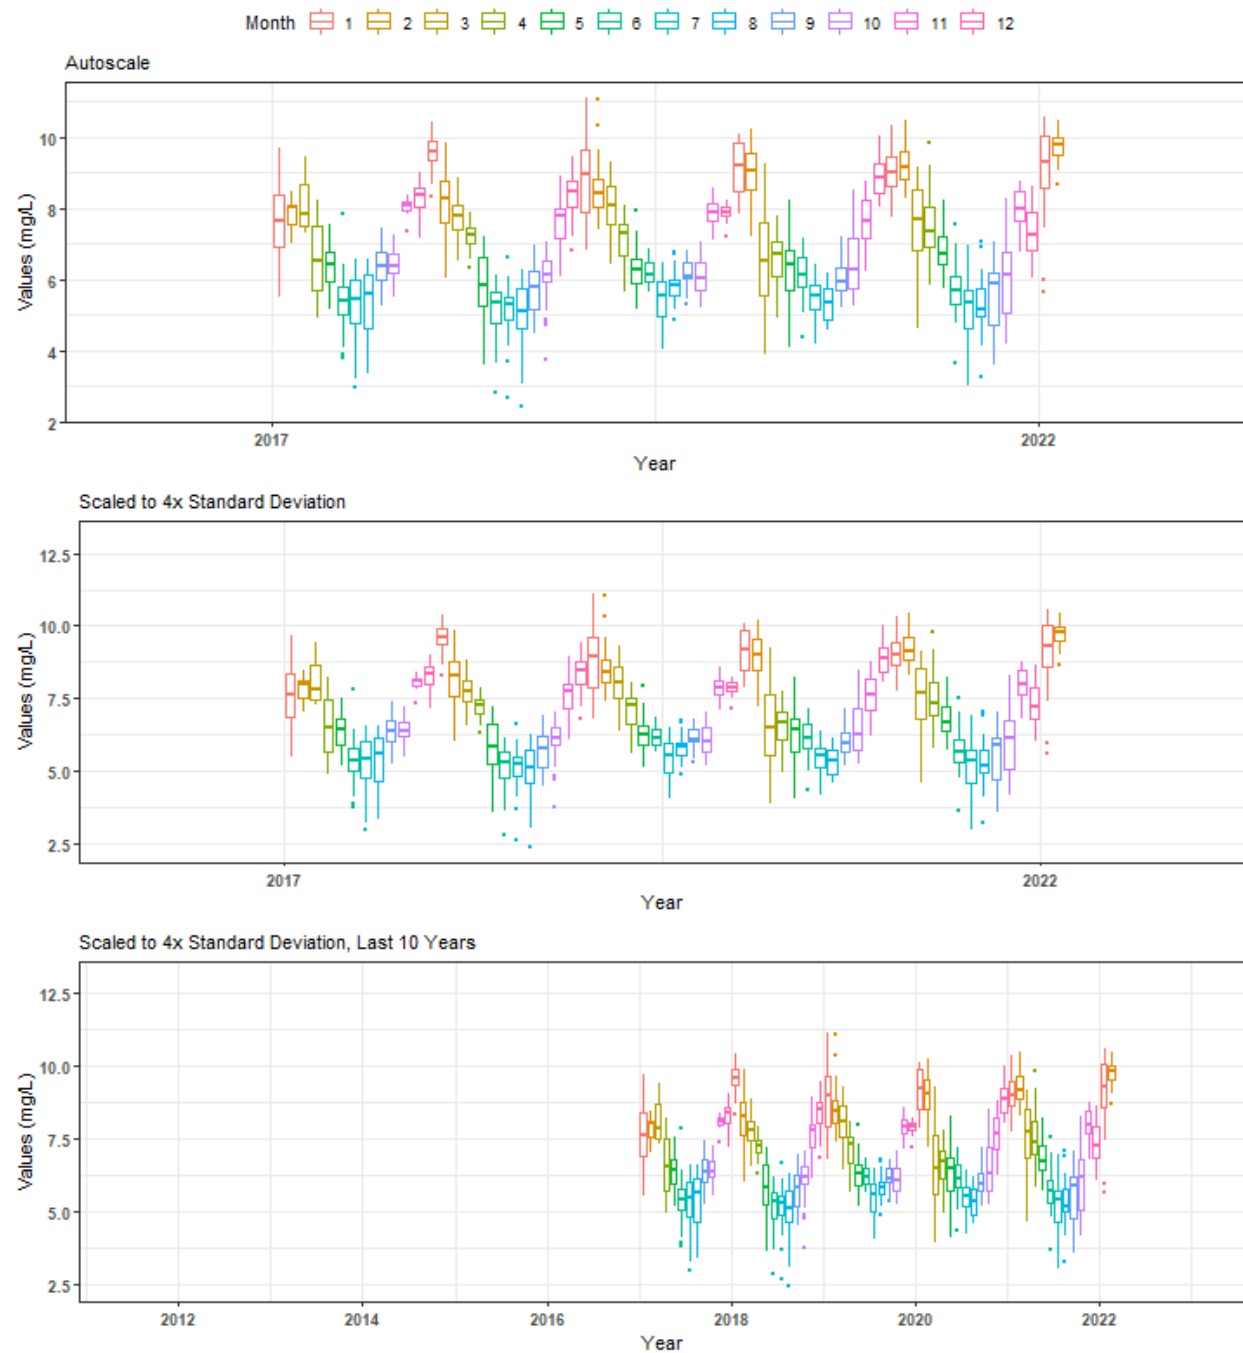 Month 1 2 3 4 5 6 7 8 9 10 11 12
Autoscale
10
8
6
4
2
Values (mg/L)
2017 2022
Year
Scaled to 4x Standard Deviation
12.5
10.0
7.5
5.0
2.5
Values (mg/L)
2017 2022
Year
Scaled to 4x Standard Deviation, Last 10 Years
12.5
10.0
7.5
5.0
2.5
Values (mg/L)
2012 2014 2016 2018 2020 2022
Year